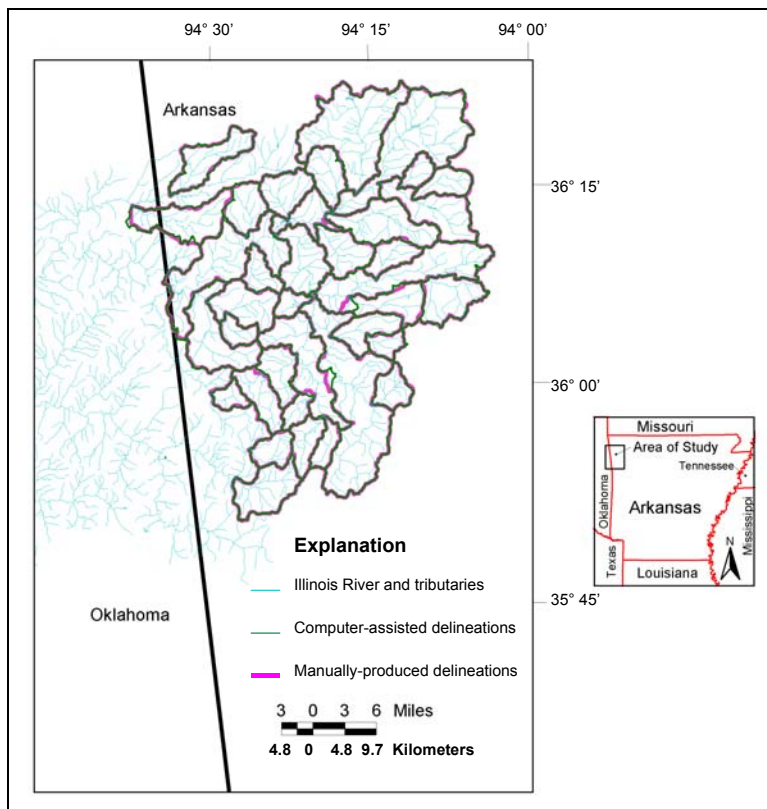 94° 30’ 94° 15’ 94° 00’
Arkansas
36° 15’
36° 00’
35° 45’
Oklahoma
Explanation
Illinois River and tributaries
Computer-assisted delineations
Manually-produced delineations
3 0 3 6 Miles
4.8 0 4.8 9.7 Kilometers
Missouri
Area of Study
Tennessee
Oklahoma
Arkansas
Mississippi
N
Texas
Louisiana